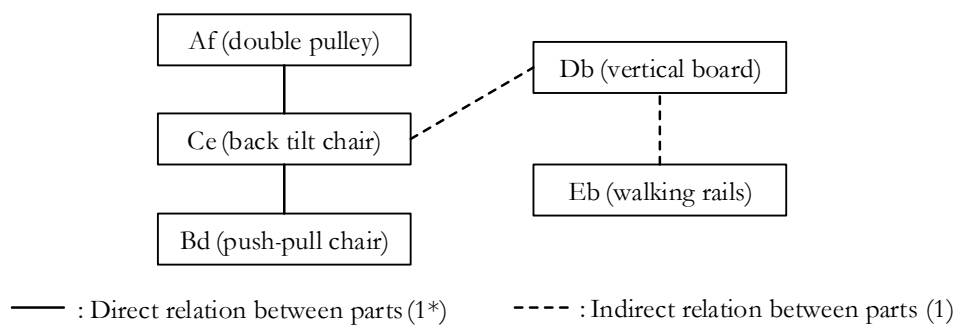 Af (double pulley)
Db (vertical board)
Ce (back tilt chair)
Eb (walking rails)
Bd (push-pull chair)
: Direct relation between parts (1*)
: Indirect relation between parts (1)